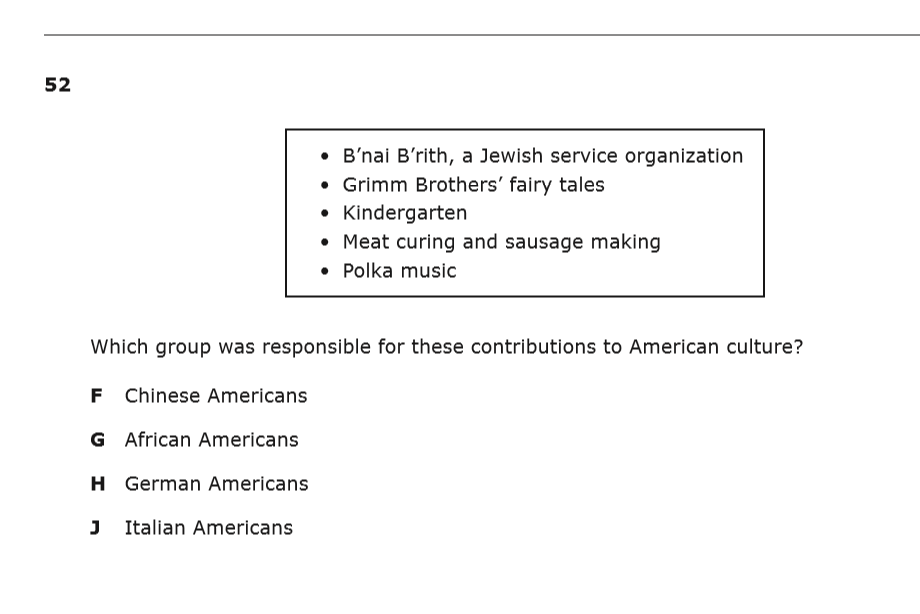 52
• B’nai B’rith, a Jewish service organization
• Grimm Brothers’ fairy tales
• Kindergarten
• Meat curing and sausage making
• Polka music
Which group was responsible for these contributions to American culture?
F Chinese Americans
G African Americans
H German Americans
J Italian Americans